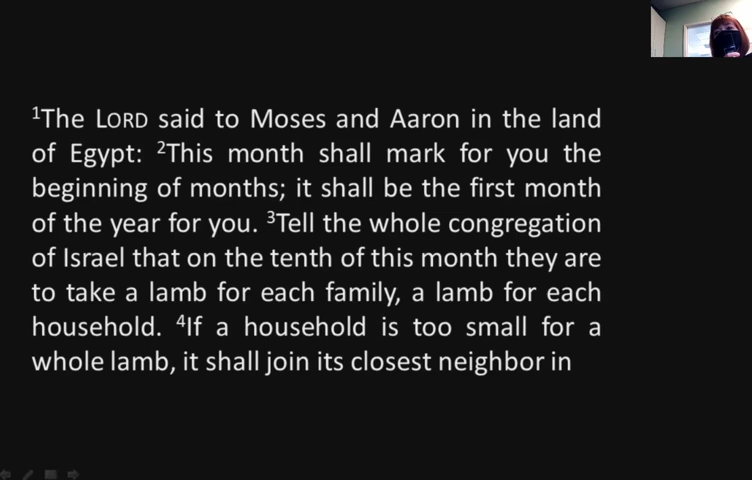 ¹The LORD said to Moses and Aaron in the land
of Egypt: ²This month shall mark for you the
beginning of months; it shall be the first month
of the year for you. ³Tell the whole congregation
of Israel that on the tenth of this month they are
to take a lamb for each family, a lamb for each
household. ⁴If a household is too small for a
whole lamb, it shall join its closest neighbor in